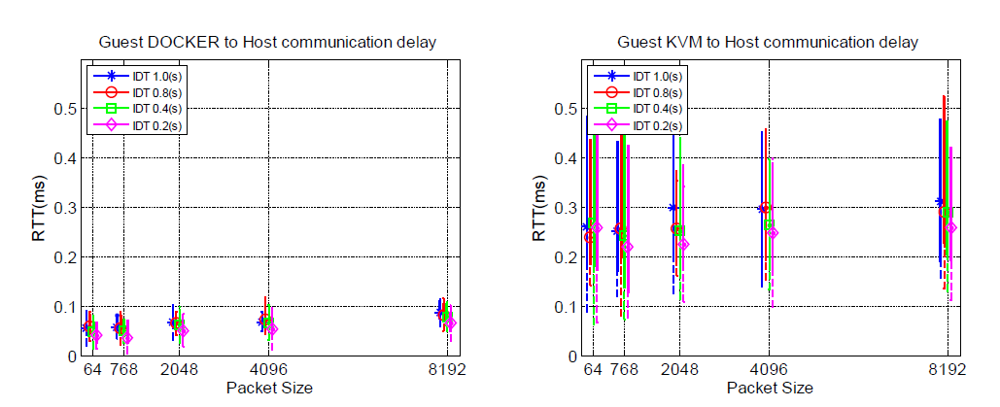 Guest DOCKER to Host communication delay
IDT 1.0(s)
IDT 0.8(s)
IDT 0.4(s)
IDT 0.2(s)
0.5
0.4
0.3
0.2
0.1
0
RTT(ms)
64 768 2048 4096 8192
Packet Size
Guest KVM to Host communication delay
IDT 1.0(s)
IDT 0.8(s)
IDT 0.4(s)
IDT 0.2(s)
0.5
0.4
0.3
0.2
0.1
0
RTT(ms)
64 768 2048 4096 8192
Packet Size